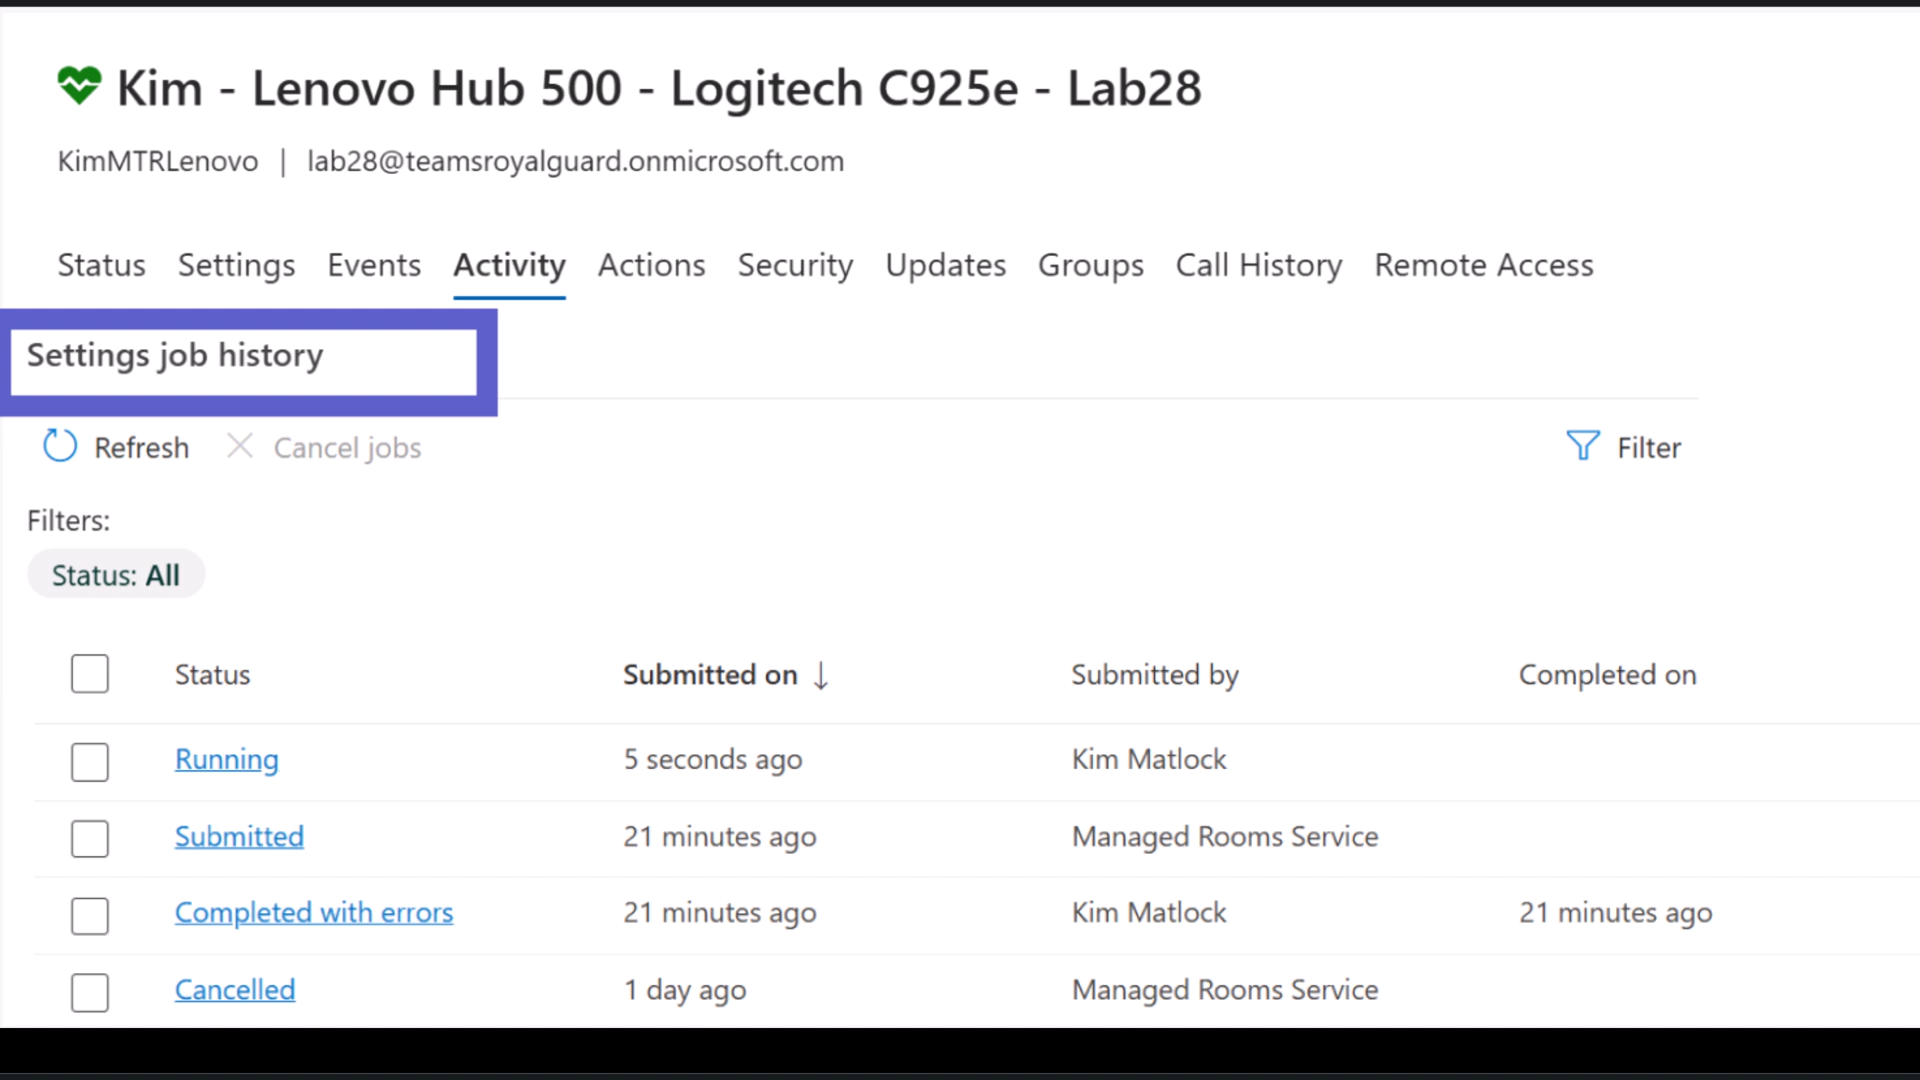 Kim - Lenovo Hub 500 - Logitech C925e - Lab28
KimMTRLenovo | lab28@teamsroyalguard.onmicrosoft.com
Status Settings Events Activity Actions Security Updates Groups Call History Remote Access
Settings job history
Refresh Cancel jobs Filter
Filters:
Status: All
Status Submitted on ↓ Submitted by Completed on
Running 5 seconds ago Kim Matlock
Submitted 21 minutes ago Managed Rooms Service
Completed with errors 21 minutes ago Kim Matlock 21 minutes ago
Cancelled 1 day ago Managed Rooms Service